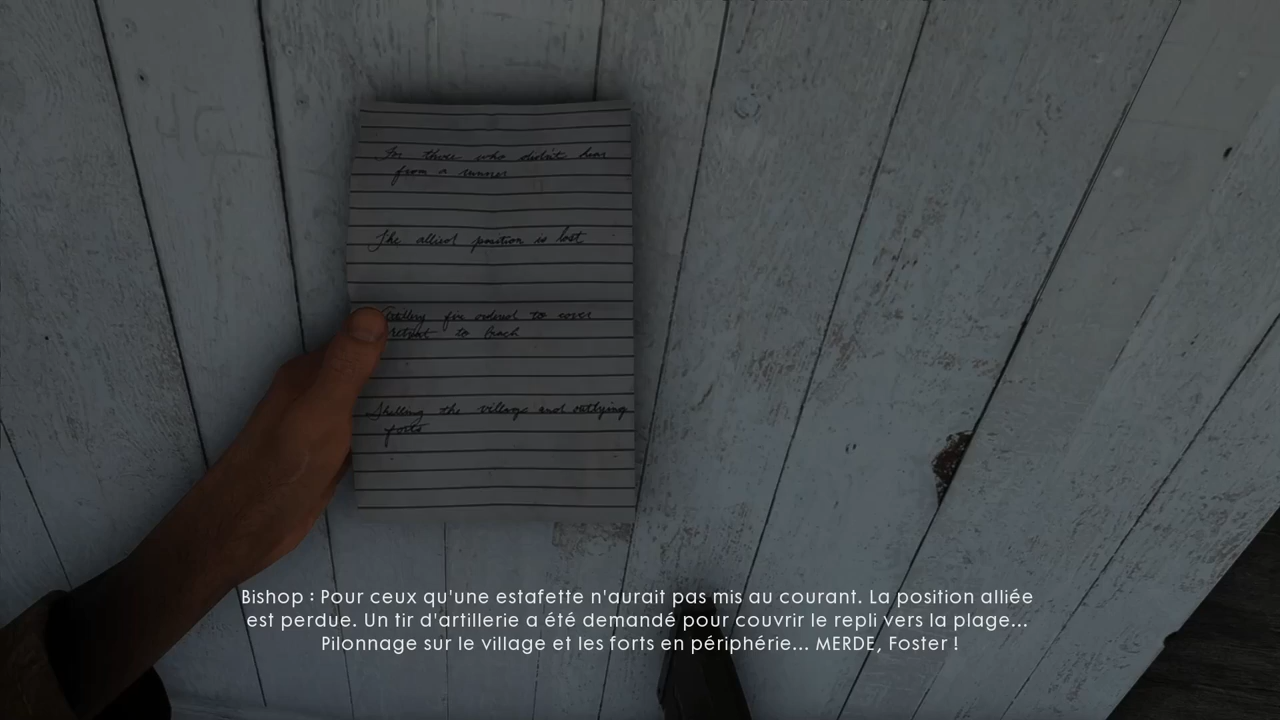 For those who didn't hear
from a runner
The allied position is lost
Artillery fire ordered to cover
retreat to beach
Shelling the village and outlying
forts
Bishop : Pour ceux qu'une estafette n'aurait pas mis au courant. La position alliée
est perdue. Un tir d'artillerie a été demandé pour couvrir le repli vers la plage...
Pilonnage sur le village et les forts en périphérie... MERDE, Foster !